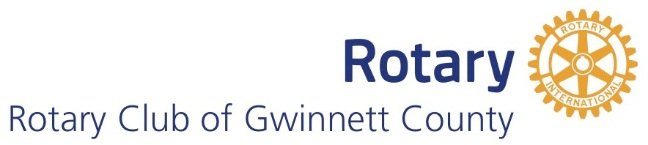 Rotary
ROTARY
INTERNATIONAL
Rotary Club of Gwinnett County